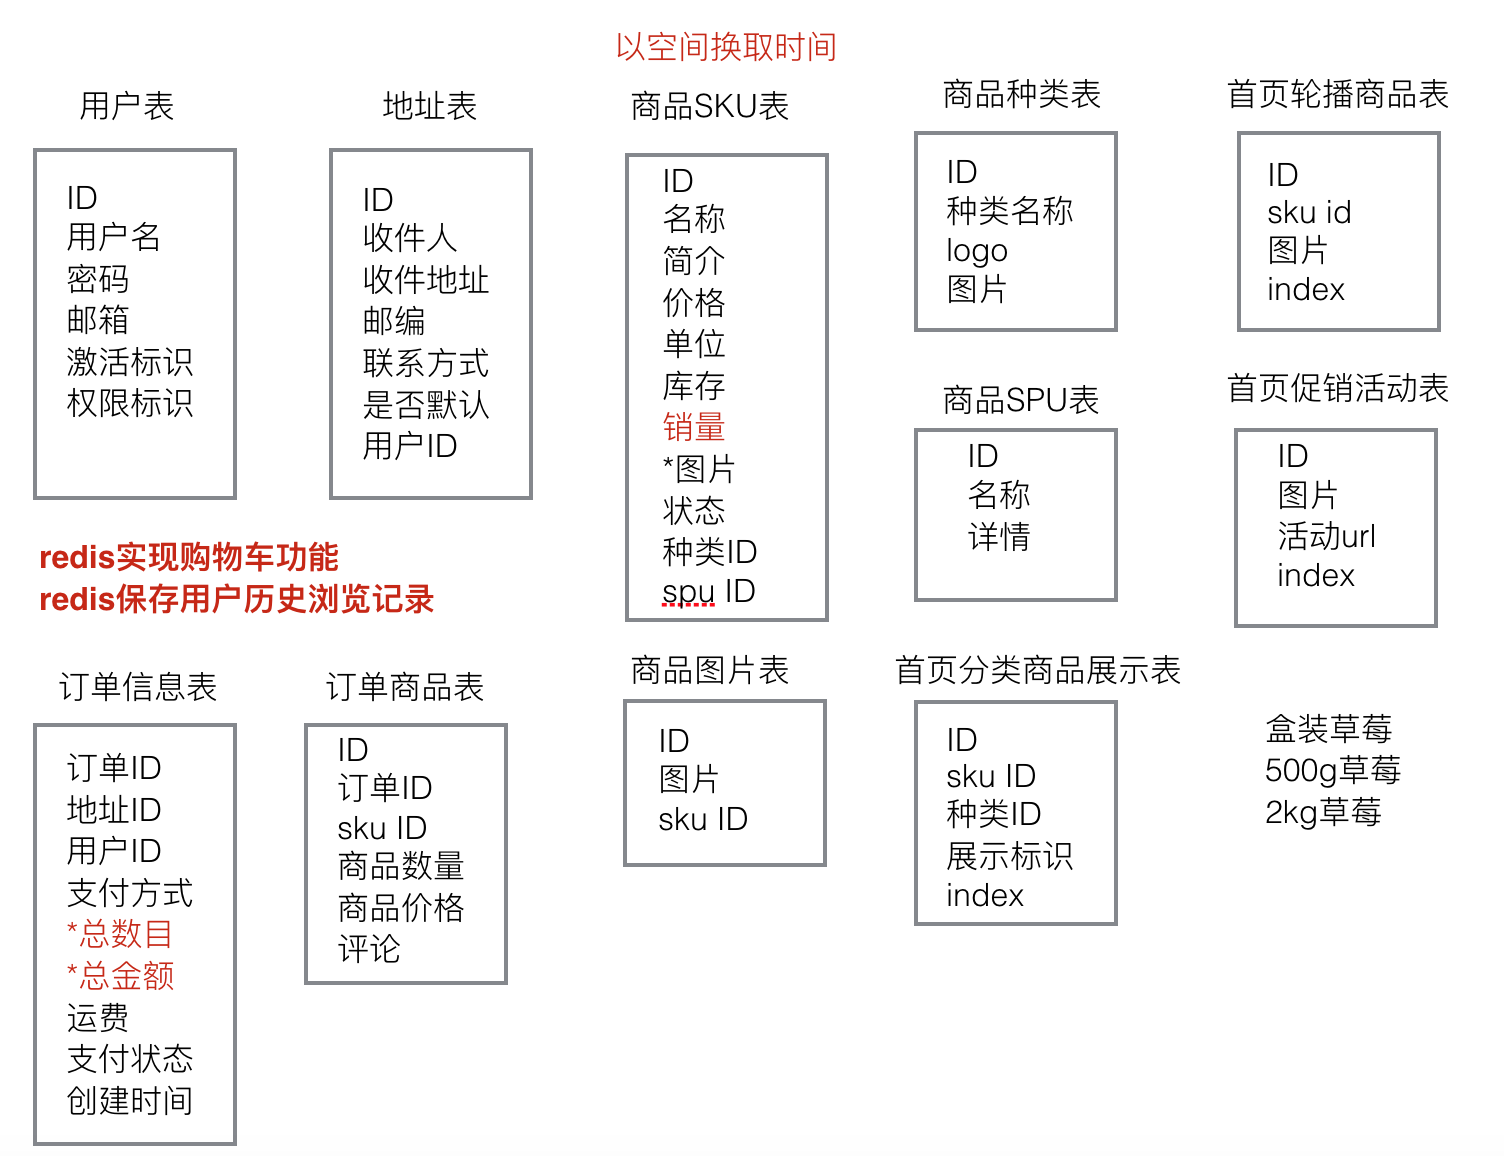 以空间换取时间
用户表
ID
用户名
密码
邮箱
激活标识
权限标识
地址表
ID
收件人
收件地址
邮编
联系方式
是否默认
用户ID
商品SKU表
ID
名称
简介
价格
单位
库存
销量
*图片
状态
种类ID
spu ID
商品种类表
ID
种类名称
logo
图片
首页轮播商品表
ID
sku id
图片
index
商品SPU表
ID
名称
详情
首页促销活动表
ID
图片
活动url
index
redis实现购物车功能
redis保存用户历史浏览记录
订单信息表
订单ID
地址ID
用户ID
支付方式
*总数目
*总金额
运费
支付状态
创建时间
订单商品表
ID
订单ID
sku ID
商品数量
商品价格
评论
商品图片表
ID
图片
sku ID
首页分类商品展示表
ID
sku ID
种类ID
展示标识
index
盒装草莓
500g草莓
2kg草莓